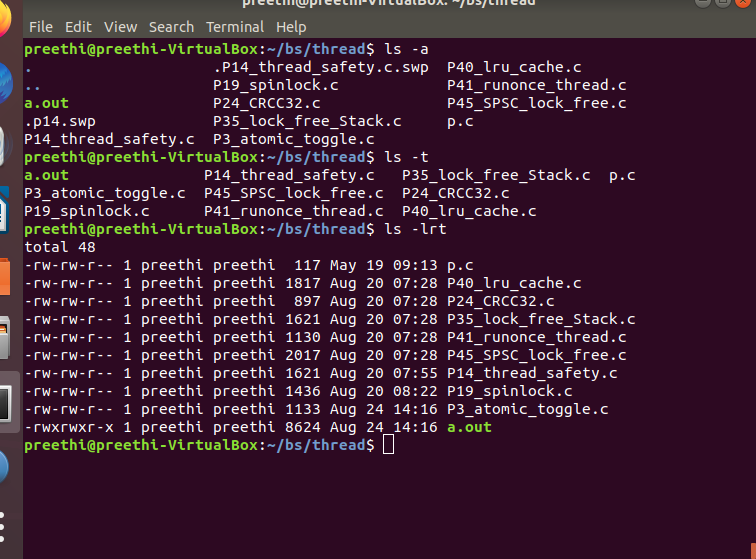 preethi@preethi-VirtualBox: ~/bs/thread
File Edit View Search Terminal Help
preethi@preethi-VirtualBox:~/bs/thread$ ls -a
. .P14_thread_safety.c.swp P40_lru_cache.c
.. P19_spinlock.c P41_runonce_thread.c
a.out P24_CRCC32.c P45_SPSC_lock_free.c
.p14.swp P35_lock_free_Stack.c p.c
P14_thread_safety.c P3_atomic_toggle.c
preethi@preethi-VirtualBox:~/bs/thread$ ls -t
a.out P14_thread_safety.c P35_lock_free_Stack.c p.c
P3_atomic_toggle.c P45_SPSC_lock_free.c P24_CRCC32.c
P19_spinlock.c P41_runonce_thread.c P40_lru_cache.c
preethi@preethi-VirtualBox:~/bs/thread$ ls -lrt
total 48
-rw-rw-r-- 1 preethi preethi 117 May 19 09:13 p.c
-rw-rw-r-- 1 preethi preethi 1817 Aug 20 07:28 P40_lru_cache.c
-rw-rw-r-- 1 preethi preethi 897 Aug 20 07:28 P24_CRCC32.c
-rw-rw-r-- 1 preethi preethi 1621 Aug 20 07:28 P35_lock_free_Stack.c
-rw-rw-r-- 1 preethi preethi 1130 Aug 20 07:28 P41_runonce_thread.c
-rw-rw-r-- 1 preethi preethi 2017 Aug 20 07:28 P45_SPSC_lock_free.c
-rw-rw-r-- 1 preethi preethi 1621 Aug 20 07:55 P14_thread_safety.c
-rw-rw-r-- 1 preethi preethi 1436 Aug 20 08:22 P19_spinlock.c
-rw-rw-r-- 1 preethi preethi 1133 Aug 24 14:16 P3_atomic_toggle.c
-rwxrwxr-x 1 preethi preethi 8624 Aug 24 14:16 a.out
preethi@preethi-VirtualBox:~/bs/thread$